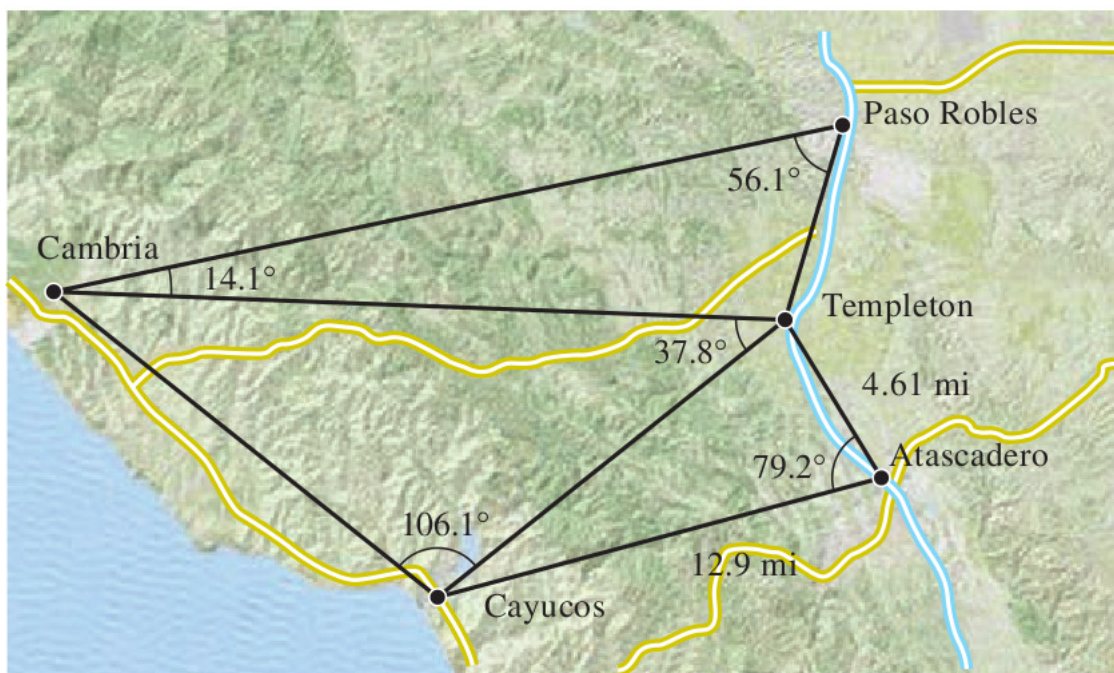 Paso Robles
56.1°
Cambria
14.1°
Templeton
37.8°
4.61 mi
79.2°
Atascadero
106.1°
12.9 mi
Cayucos